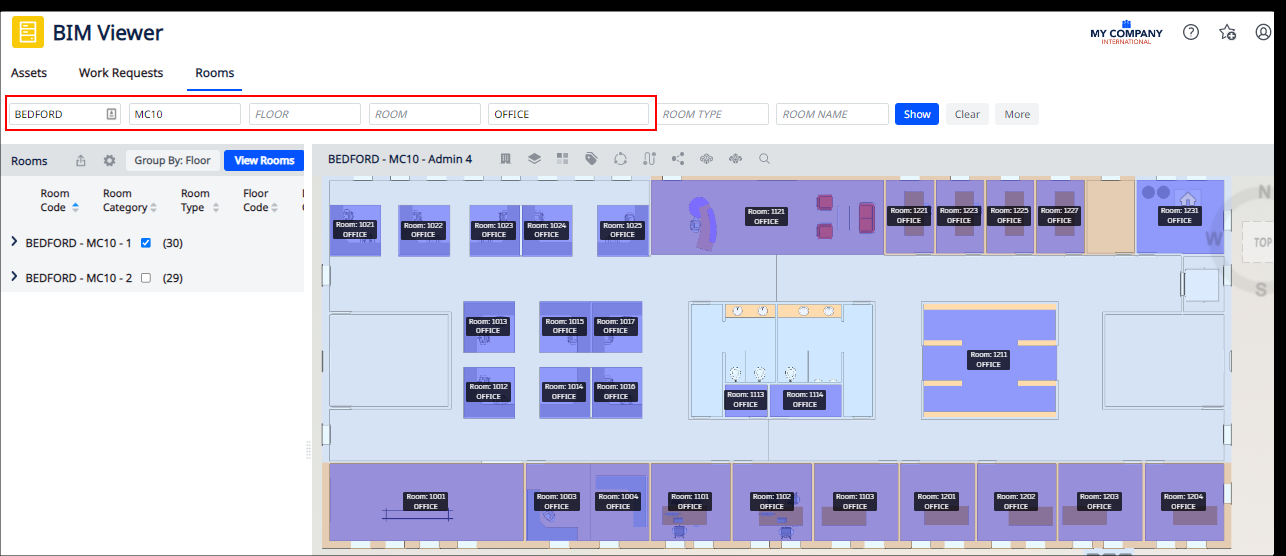 BIM Viewer
MY COMPANY
INTERNATIONAL
Assets Work Requests Rooms
BEDFORD MC10 FLOOR ROOM OFFICE ROOM TYPE ROOM NAME Show Clear More
Rooms Group By: Floor View Rooms
BEDFORD - MC10 - Admin 4
Room Code Room Category Room Type Floor Code
BEDFORD - MC10 - 1 (30)
BEDFORD - MC10 - 2 (29)
Room: 1021
OFFICE
Room: 1022
OFFICE
Room: 1023
OFFICE
Room: 1024
OFFICE
Room: 1025
OFFICE
Room: 1121
OFFICE
Room: 1221
OFFICE
Room: 1223
OFFICE
Room: 1225
OFFICE
Room: 1227
OFFICE
Room: 1231
OFFICE
N
W
TOP
S
Room: 1013
OFFICE
Room: 1015
OFFICE
Room: 1017
OFFICE
Room: 1211
OFFICE
Room: 1012
OFFICE
Room: 1014
OFFICE
Room: 1016
OFFICE
Room: 1113
OFFICE
Room: 1114
OFFICE
Room: 1001
OFFICE
Room: 1003
OFFICE
Room: 1004
OFFICE
Room: 1101
OFFICE
Room: 1102
OFFICE
Room: 1103
OFFICE
Room: 1201
OFFICE
Room: 1202
OFFICE
Room: 1203
OFFICE
Room: 1204
OFFICE